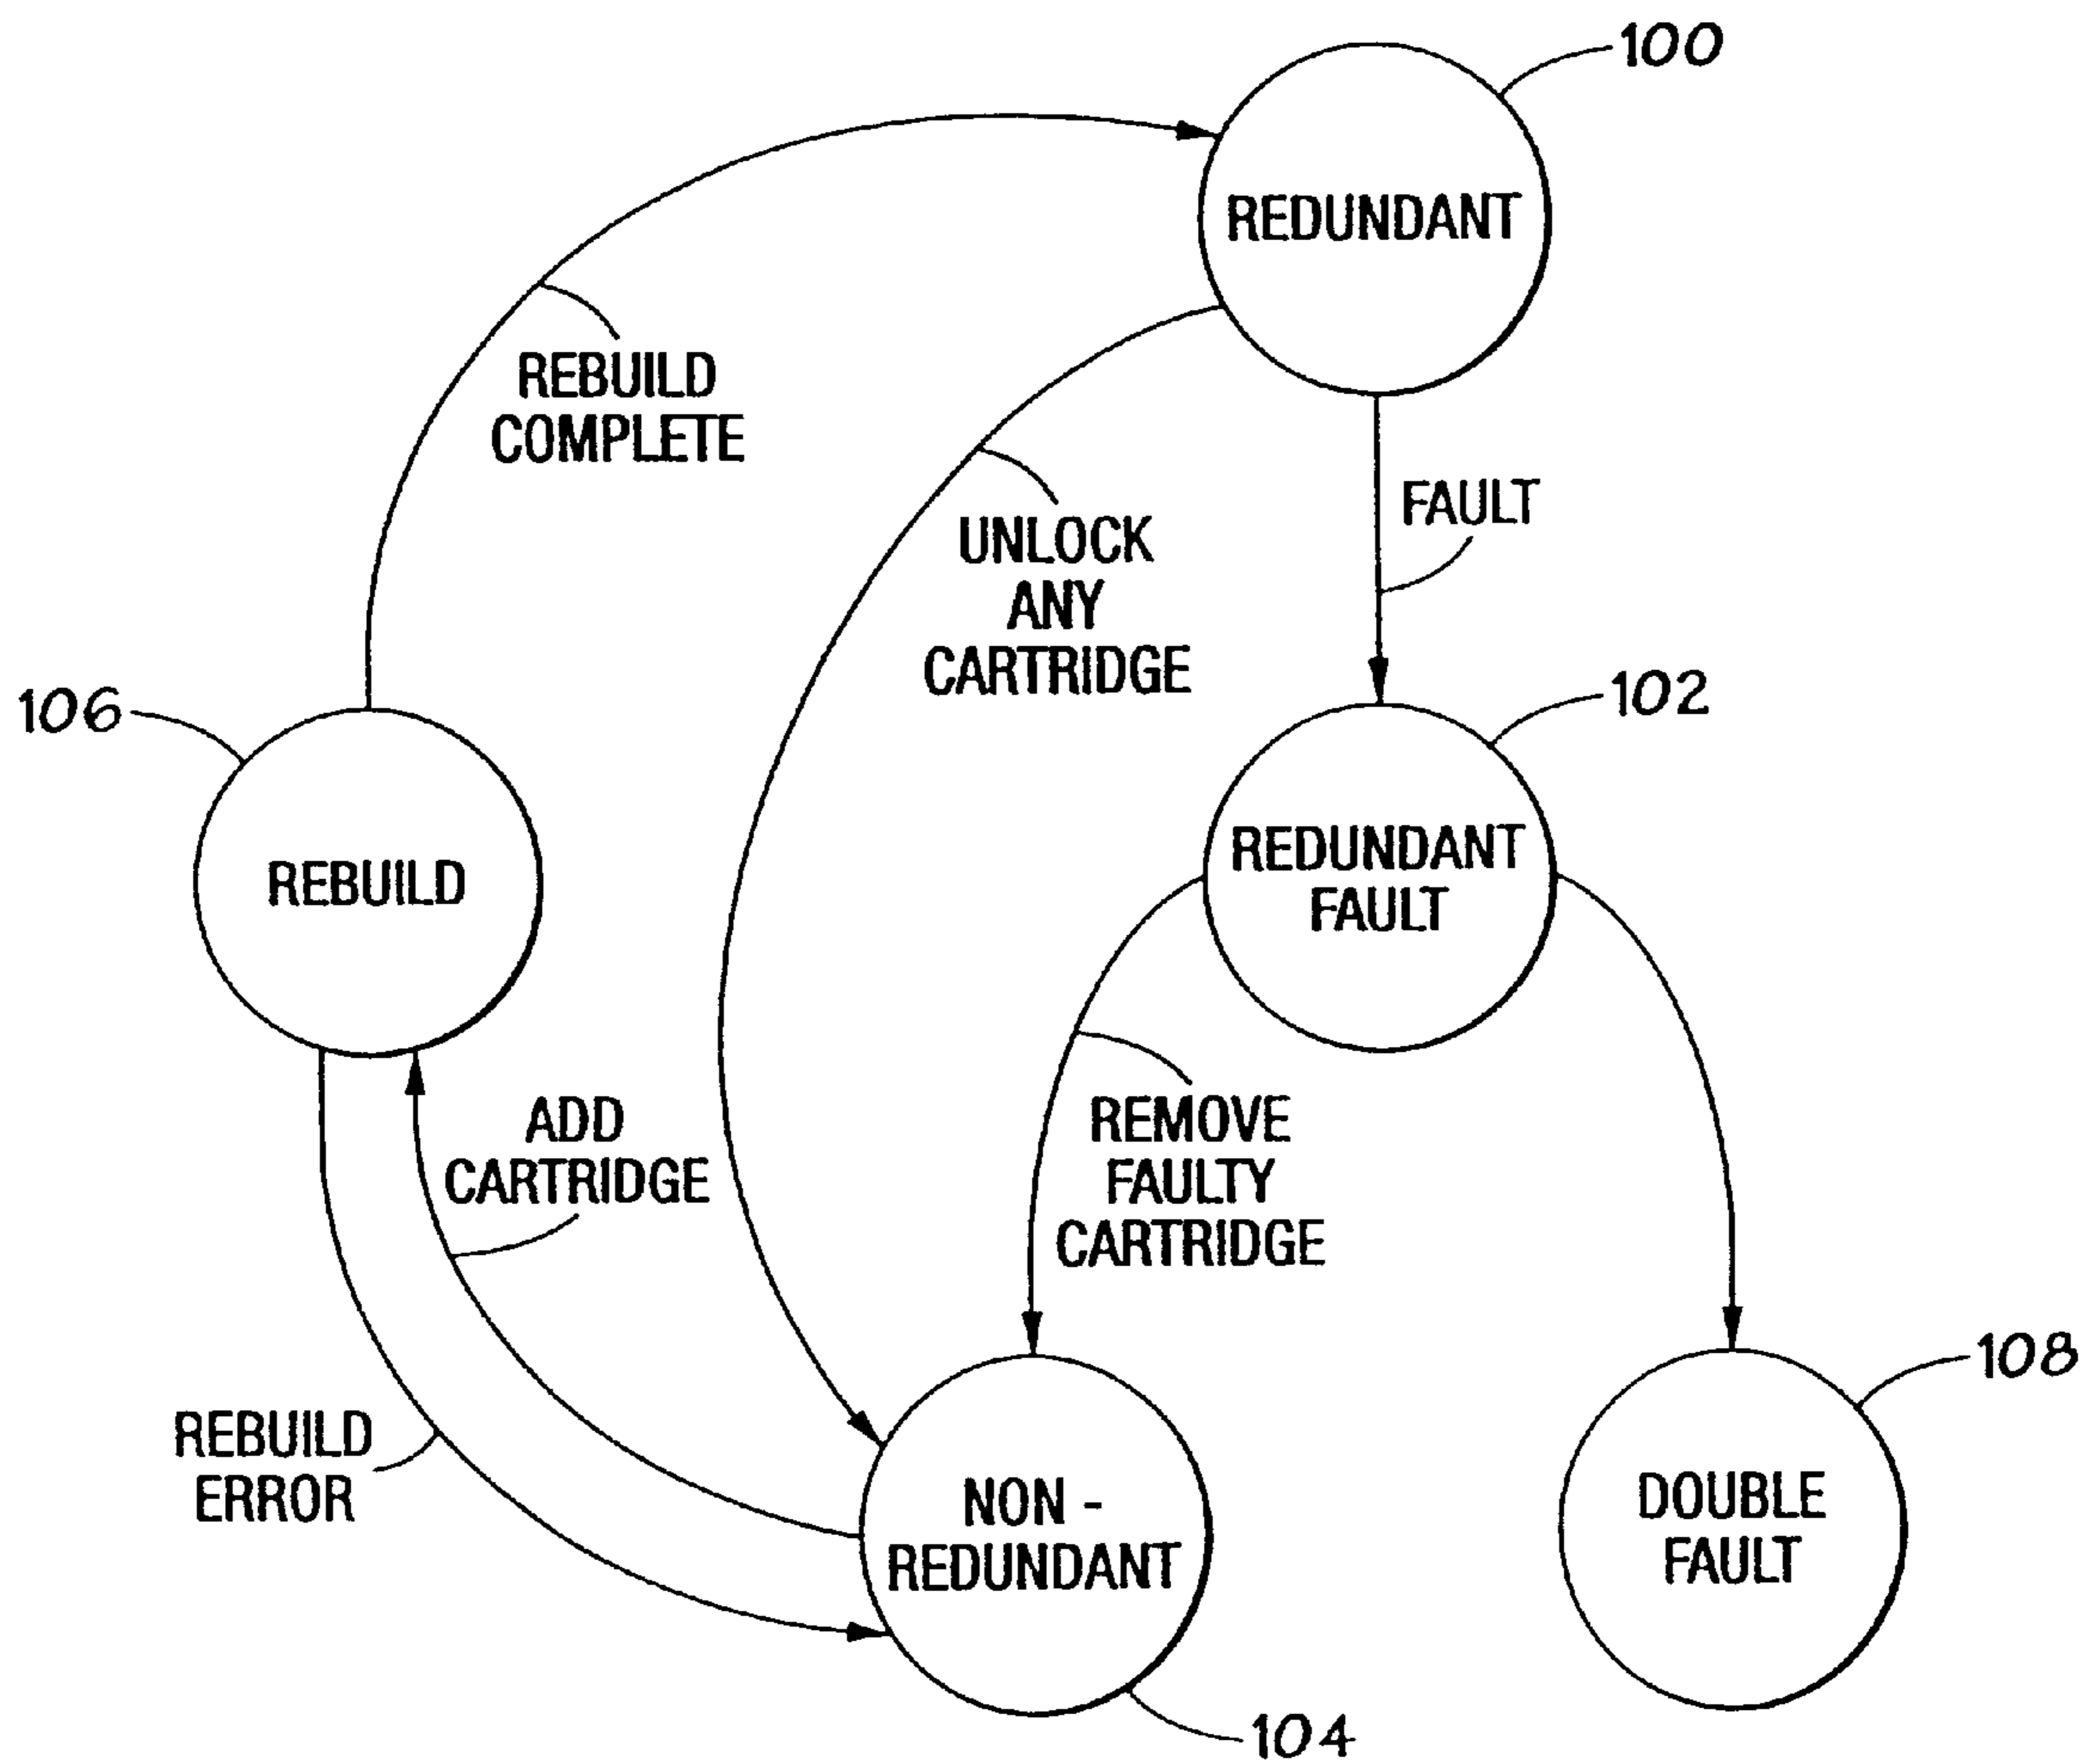 100
REDUNDANT
REBUILD
COMPLETE
FAULT
UNLOCK
ANY
CARTRIDGE
102
106
REDUNDANT
FAULT
REBUILD
ADD
CARTRIDGE
REMOVE
FAULTY
CARTRIDGE
108
REBUILD
ERROR
NON -
REDUNDANT
DOUBLE
FAULT
104